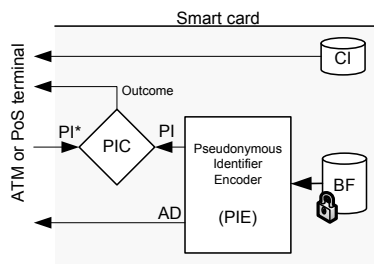 Smart card
CI
ATM or PoS terminal
Outcome
PI*
PIC
PI
Pseudonymous
Identifier
Encoder
(PIE)
BF
AD